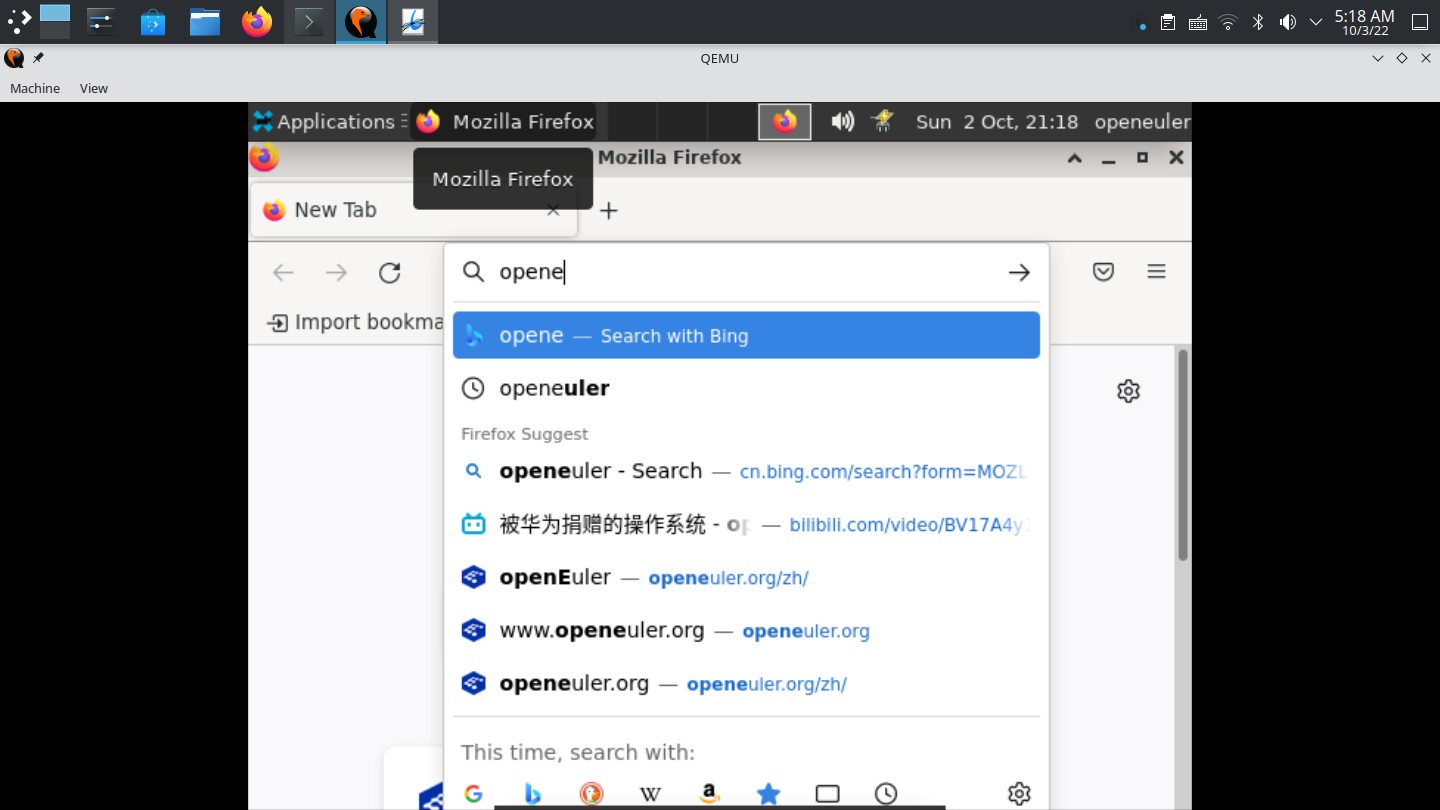 5:18 AM
10/3/22
QEMU
Machine View
Applications Mozilla Firefox Sun 2 Oct, 21:18 openeuler
Mozilla Firefox
Mozilla Firefox
New Tab
opene
Import bookma
opene — Search with Bing
openeuler
Firefox Suggest
openeuler - Search — cn.bing.com/search?form=MOZL
被华为捐赠的操作系统 - op — bilibili.com/video/BV17A4y
openEuler — openeuler.org/zh/
www.openeuler.org — openeuler.org
openeuler.org — openeuler.org/zh/
This time, search with: